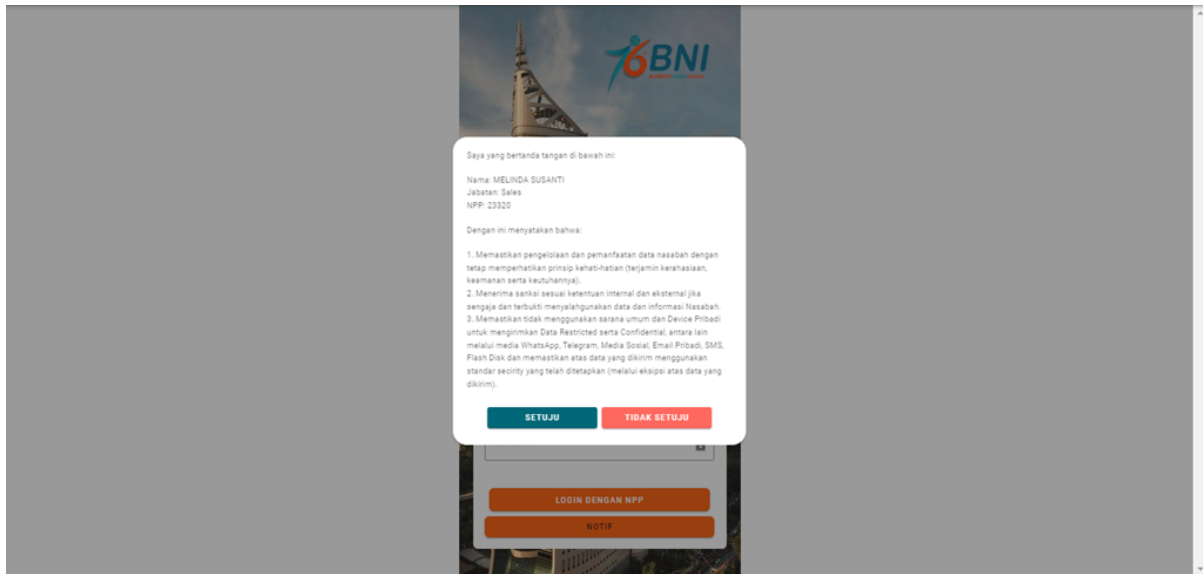 76BNI
Saya yang bertanda tangan di bawah ini:
Nama: MELINDA SUSANTI
Jabatan: Sales
NPP: 23320
Dengan ini menyatakan bahwa:
1. Memastikan pengelolaan dan pemanfaatan data nasabah dengan
tetap memperhatikan prinsip kehati-hatian (terjamin kerahasiaan,
keamanan serta keutuhannya).
2. Menerima sanksi sesuai ketentuan internal dan eksternal jika
sengaja dan terbukti menyalahgunakan data dan informasi Nasabah.
3. Memastikan tidak menggunakan sarana umum dan Device Pribadi
untuk mengirimkan Data Restricted serta Confidential, antara lain
melalui media WhatsApp, Telegram, Media Sosial, Email Pribadi, SMS,
Flash Disk dan memastikan atas data yang dikirim menggunakan
standar secirity yang telah ditetapkan (melalui eksipsi atas data yang
dikirim).
SETUJU TIDAK SETUJU
LOGIN DENGAN NPP
NOTIF